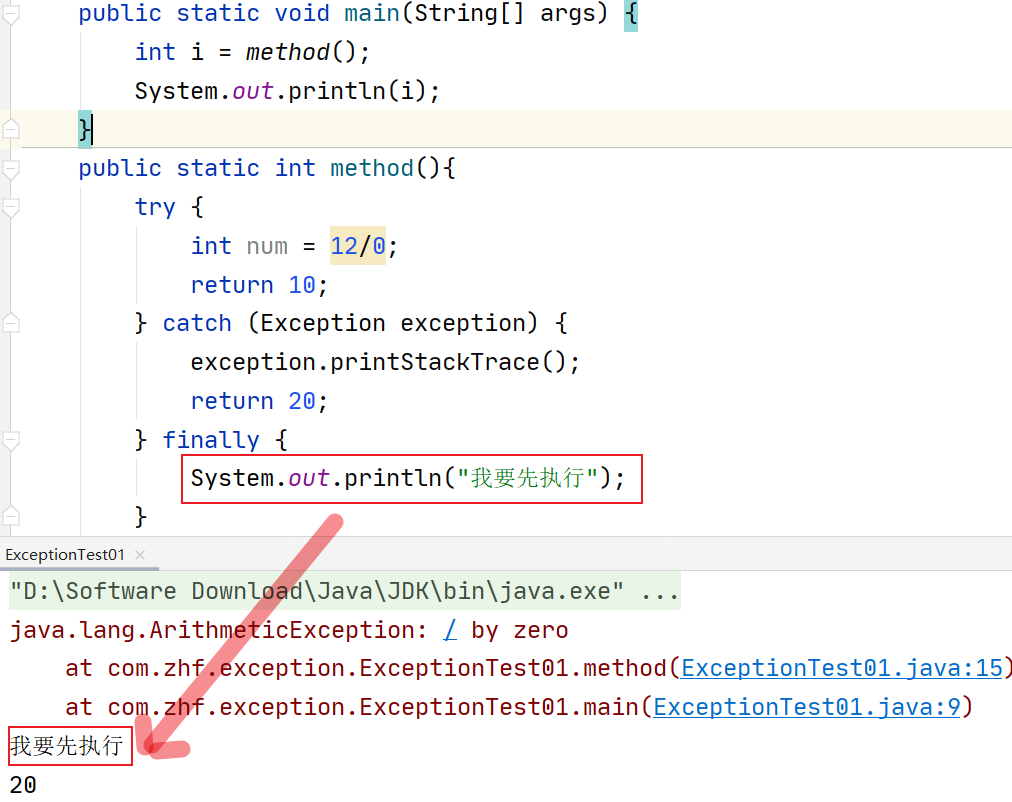 public static void main(String[] args) {
int i = method();
System.out.println(i);
}
public static int method(){
try {
int num = 12/0;
return 10;
} catch (Exception exception) {
exception.printStackTrace();
return 20;
} finally {
System.out.println("我要先执行");
}
ExceptionTest01 ×
"D:\Software Download\Java\JDK\bin\java.exe" ...
java.lang.ArithmeticException: / by zero
at com.zhf.exception.ExceptionTest01.method(ExceptionTest01.java:15)
at com.zhf.exception.ExceptionTest01.main(ExceptionTest01.java:9)
我要先执行
20